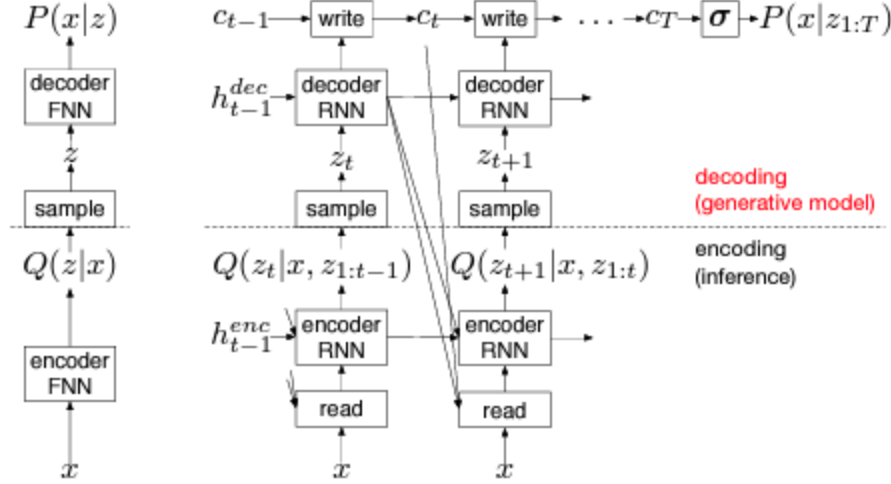 P(x|z)
decoder
FNN
z
sample
Q(z|x)
encoder
FNN
x
c_{t−1} write c_t write . . . c_T σ P(x|z_{1:T})
h^{dec}_{t−1} decoder
RNN
decoder
RNN
z_t z_{t+1}
sample sample
decoding
(generative model)
Q(z_t|x, z_{1:t−1}) Q(z_{t+1}|x, z_{1:t})
encoding
(inference)
h^{enc}_{t−1} encoder
RNN
encoder
RNN
read read
x x